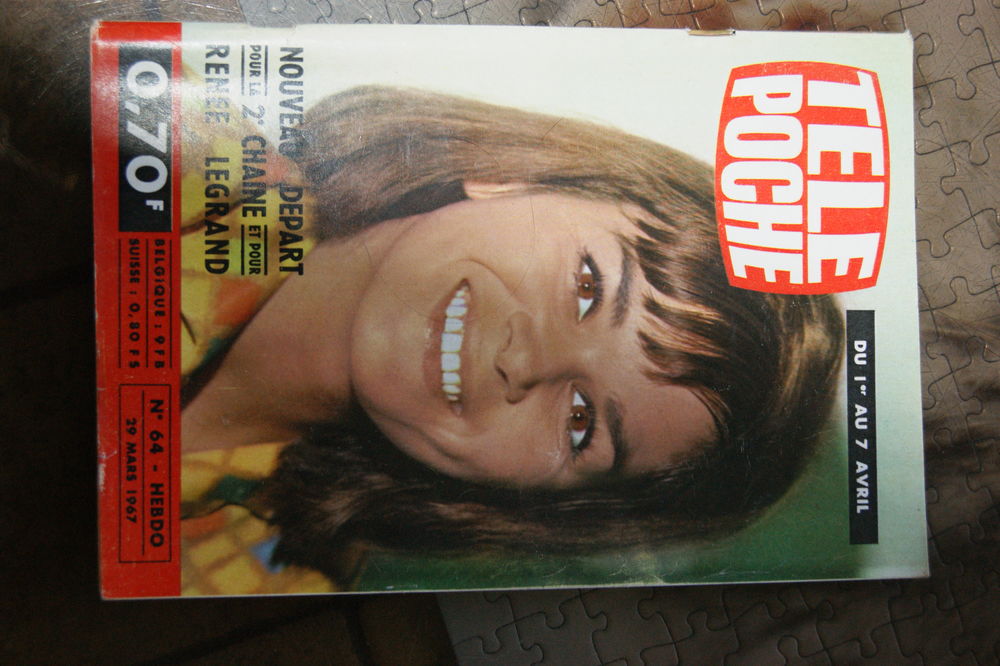 TELE
POCHE
DU 1er AU 7 AVRIL
NOUVEAU DEPART
POUR LA 2e CHAINE ET POUR
RENEE LEGRAND
0,70F
BELGIQUE : 9 FB
SUISSE : 0,80 FS
N° 64 - HEBDO
29 MARS 1967